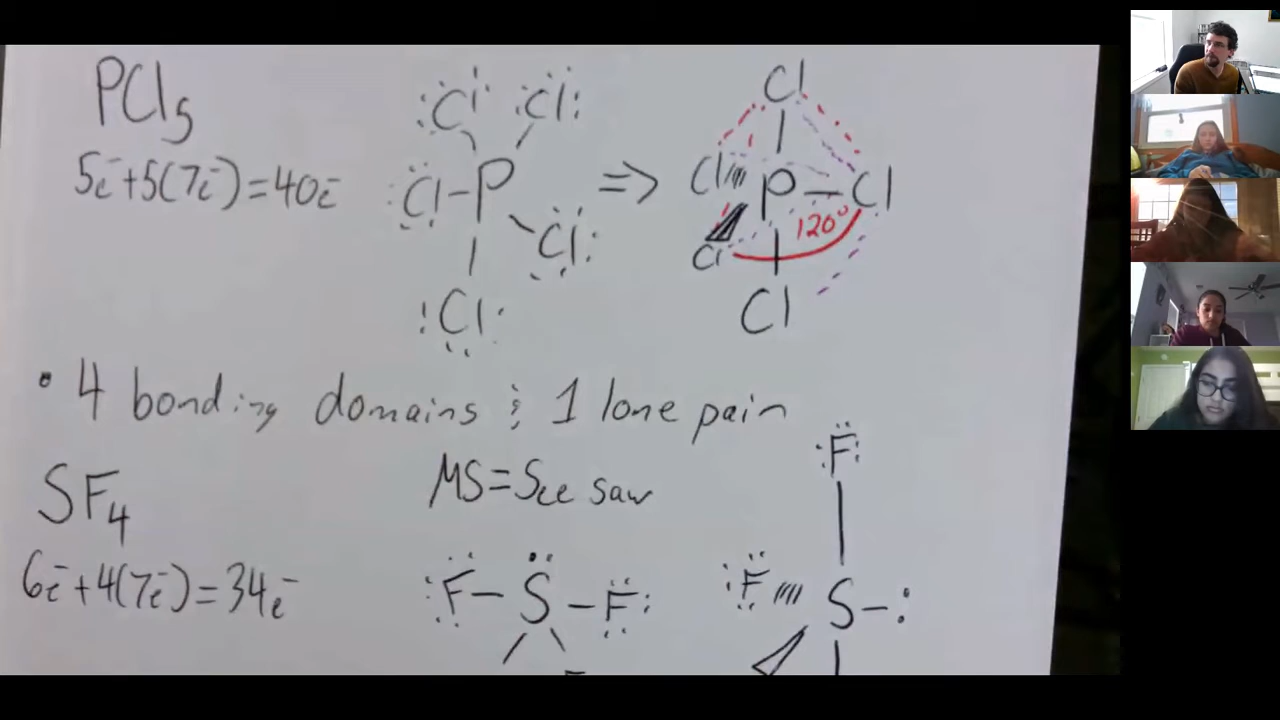 PCl5
5e⁻+5(7e⁻)=40e⁻
Cl Cl
Cl-P
Cl
Cl
=>
Cl
Cl P-Cl
120°
Cl
Cl
• 4 bonding domains & 1 lone pair
SF4
MS=See saw
6e⁻+4(7e⁻)=34e⁻
F-S-F
F
F S-: